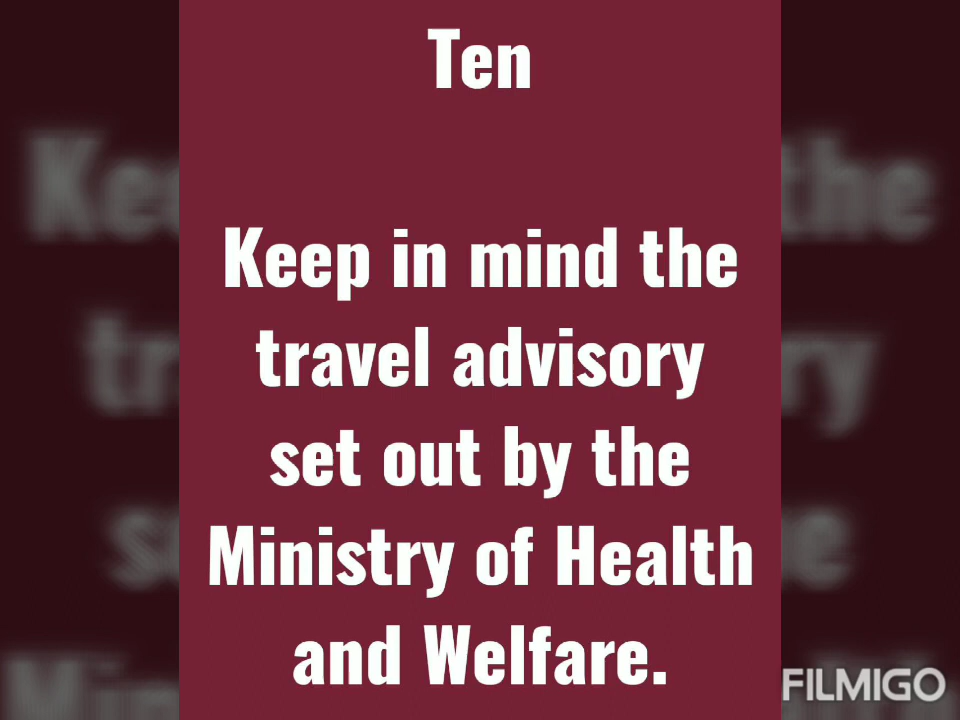 Ten
Keep in mind the
travel advisory
set out by the
Ministry of Health
and Welfare.
FILMIGO